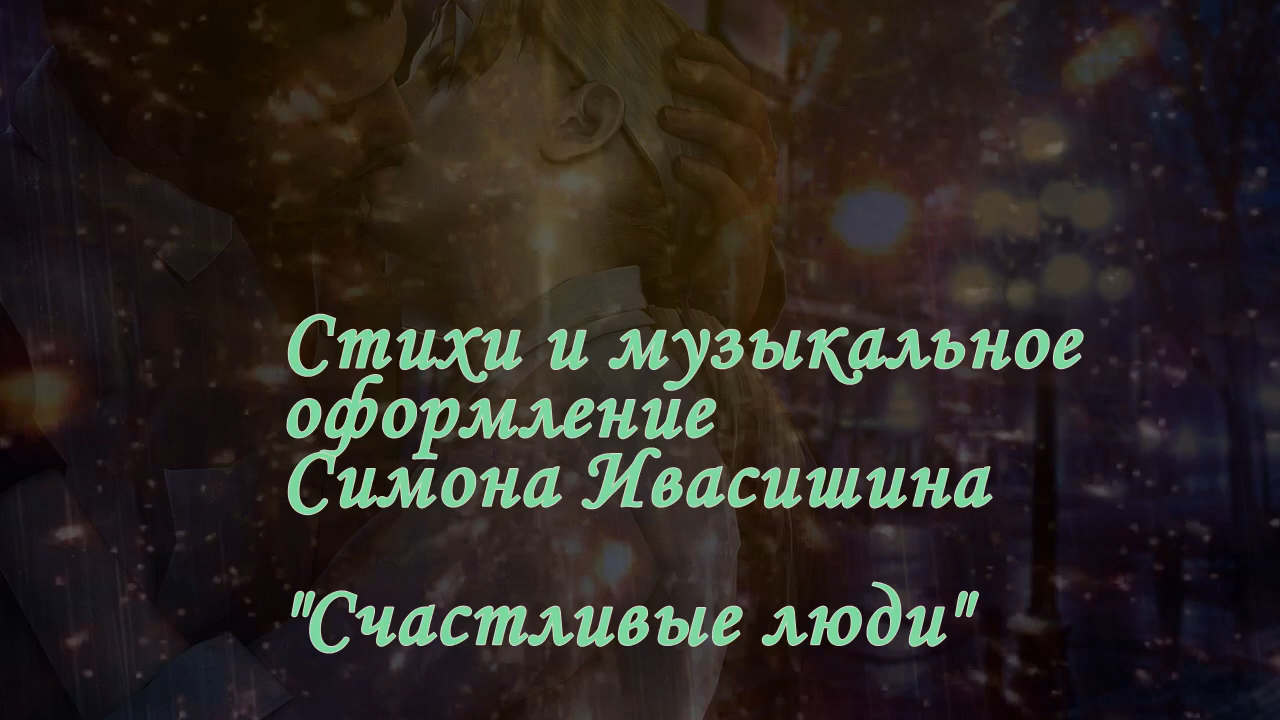 Стихи и музыкальное
оформление
Симона Ивасишина
"Счастливые люди"